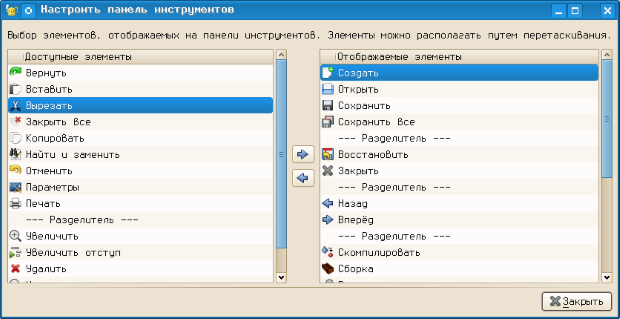 Настроить панель инструментов
Выбор элементов, отображаемых на панели инструментов. Элементы можно располагать путем перетаскивания.
Доступные элементы
Вернуть
Вставить
Вырезать
Закрыть все
Копировать
Найти и заменить
Отменить
Параметры
Печать
--- Разделитель ---
Увеличить
Увеличить отступ
Удалить
Отображаемые элементы
Создать
Открыть
Сохранить
Сохранить все
--- Разделитель ---
Восстановить
Закрыть
--- Разделитель ---
Назад
Вперёд
--- Разделитель ---
Скомпилировать
Сборка
Закрыть